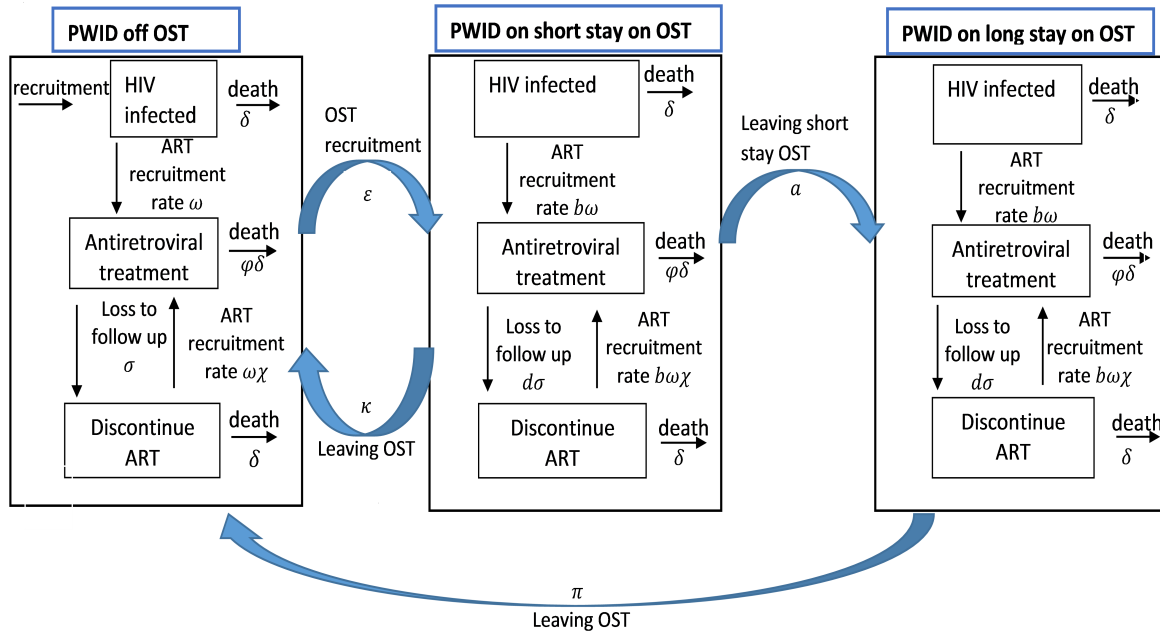 PWID off OST
recruitment
HIV
infected
death
δ
ART
recruitment
rate ω
Antiretroviral
treatment
death
φδ
Loss to
follow up
σ
ART
recruitment
rate ωχ
Discontinue
ART
death
δ
OST
recruitment
ε
κ
Leaving OST
PWID on short stay on OST
HIV infected
death
δ
ART
recruitment
rate bω
Antiretroviral
treatment
death
φδ
Loss to
follow up
dσ
ART
recruitment
rate bωχ
Discontinue
ART
death
δ
Leaving short
stay OST
a
PWID on long stay on OST
HIV infected
death
δ
ART
recruitment
rate bω
Antiretroviral
treatment
death
φδ
Loss to
follow up
dσ
ART
recruitment
rate bωχ
Discontinue
ART
death
δ
π
Leaving OST